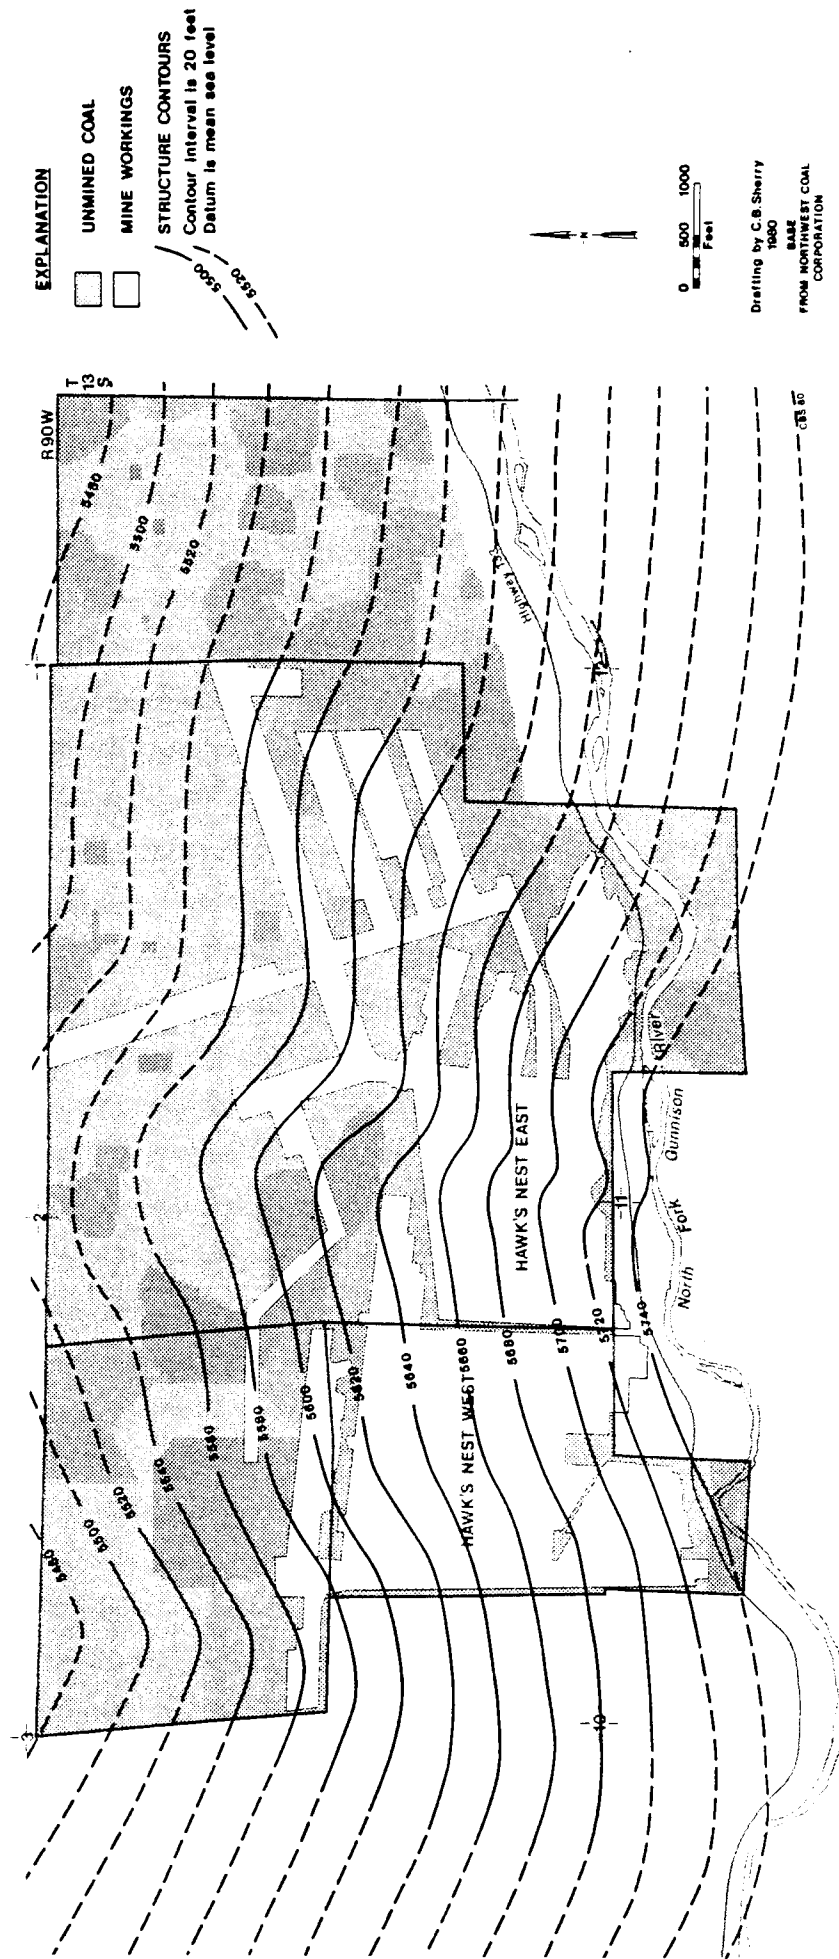 EXPLANATION
UNMINED COAL
MINE WORKINGS
STRUCTURE CONTOURS
Contour interval is 20 feet
Datum is mean sea level
5500
5520
N
0 500 1000
Feet
Drafting by C.B. Sherry
1980
BASE
FROM NORTHWEST COAL
CORPORATION
R90W
T
13
S
5480
5500
5520
1
2
3
10
11
12
5480
5500
5520
5540
5560
5580
5600
5620
5640
5660
5680
5700
5720
5740
HAWK'S NEST WEST
HAWK'S NEST EAST
Highway 133
North Fork Gunnison River
CBS 80